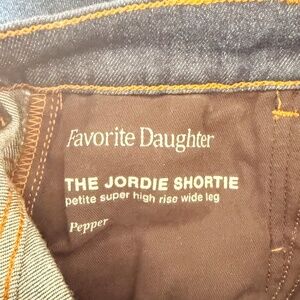 Favorite Daughter
THE JORDIE SHORTIE
petite super high rise wide leg
Pepper